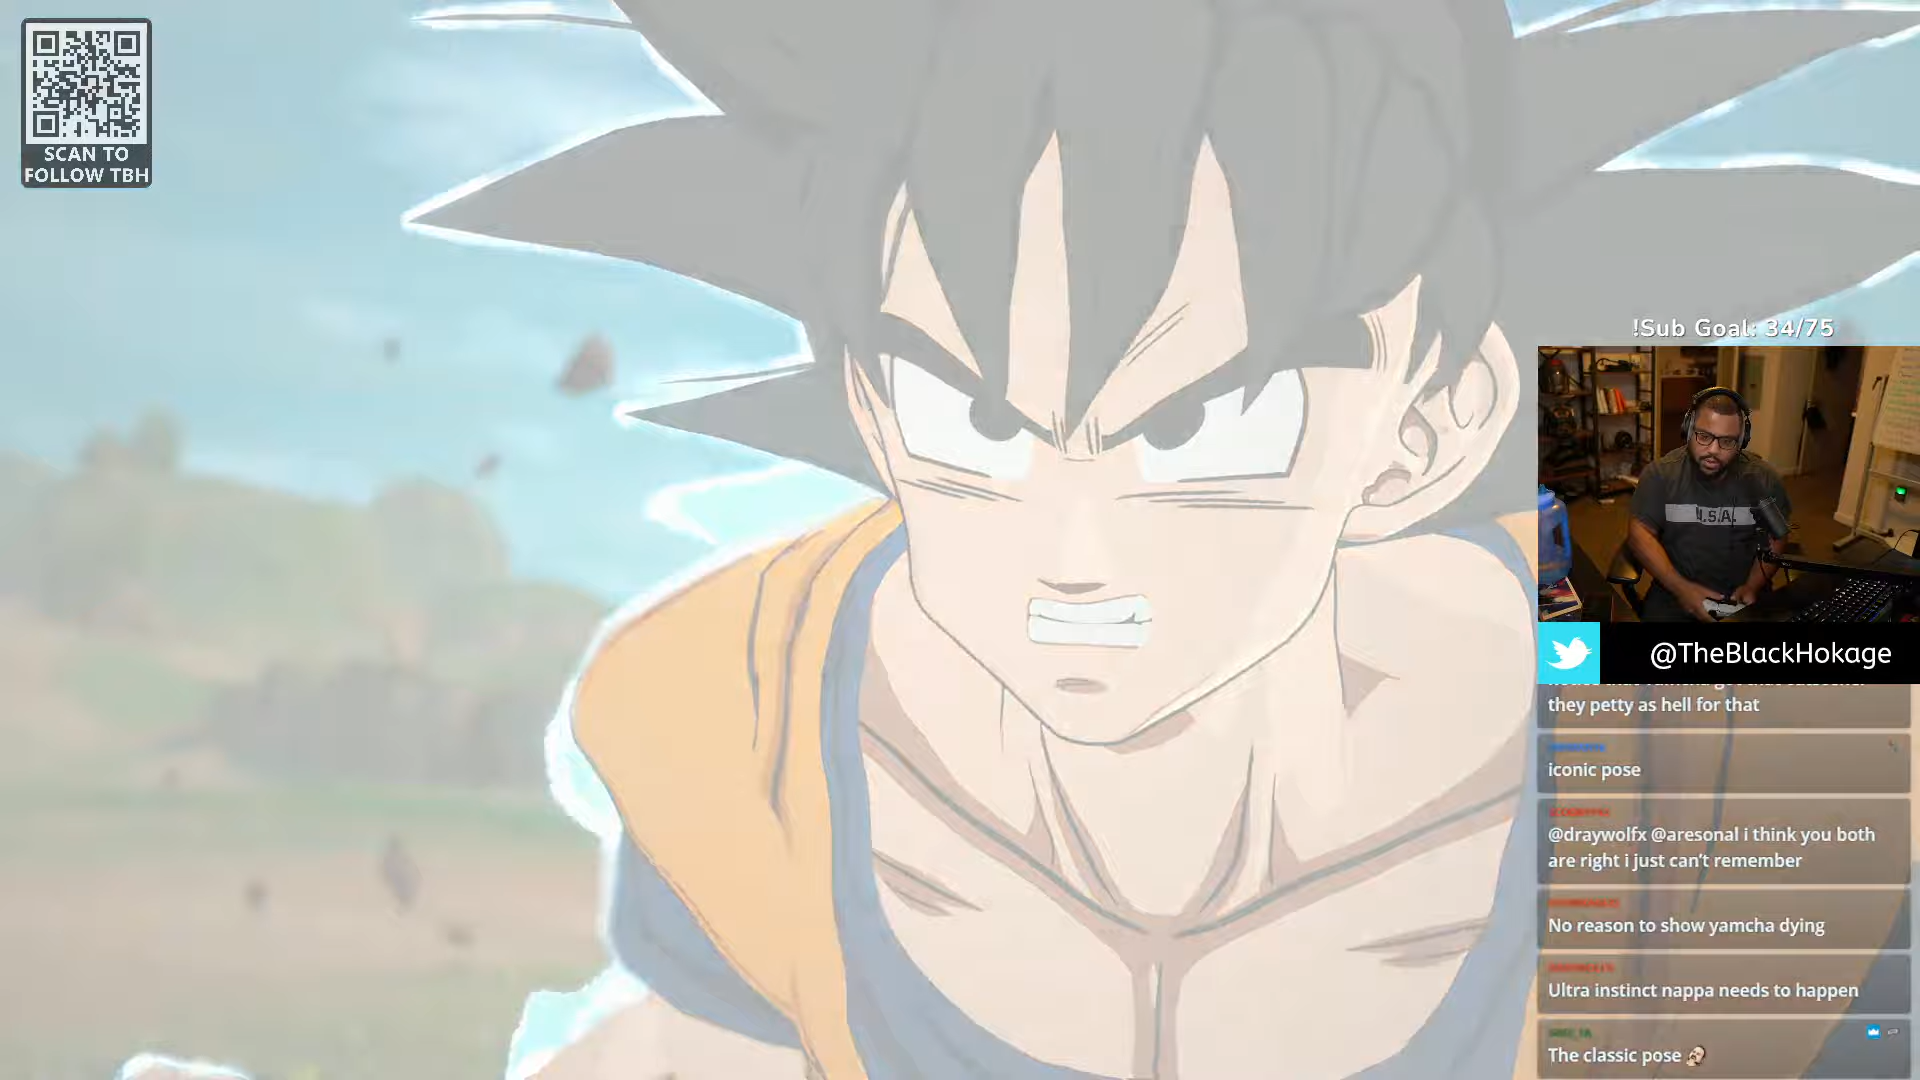 SCAN TO
FOLLOW TBH
!Sub Goal: 34/75
U.S.A.
@TheBlackHokage
they petty as hell for that
iconic pose
@draywolfx @aresonal i think you both
are right i just can't remember
No reason to show yamcha dying
Ultra instinct nappa needs to happen
The classic pose